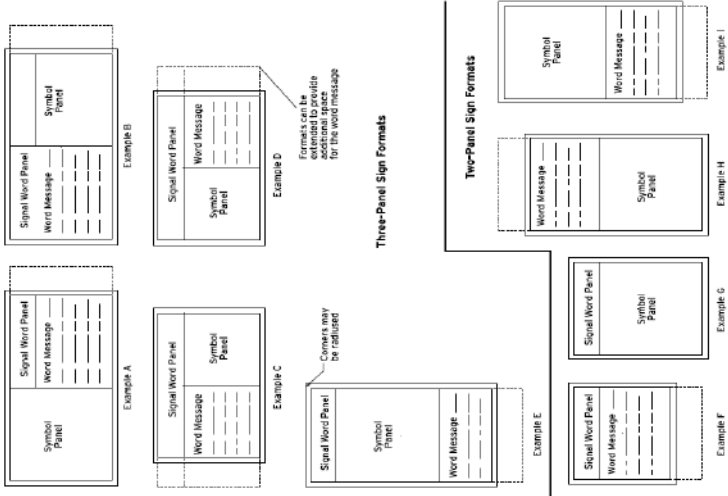 Signal Word Panel
Word Message
Symbol
Panel
Example A
Signal Word Panel
Word Message
Symbol
Panel
Example B
Signal Word Panel
Word Message
Symbol
Panel
Example C
Signal Word Panel
Symbol
Panel
Word Message
Example D
Formats can be
extended to provide
additional space
for the word message
Corners may
be radiused
Signal Word Panel
Symbol
Panel
Word Message
Example E
Three-Panel Sign Formats
Two-Panel Sign Formats
Signal Word Panel
Word Message
Example F
Signal Word Panel
Symbol
Panel
Example G
Word Message
Symbol
Panel
Example H
Symbol
Panel
Word Message
Example I